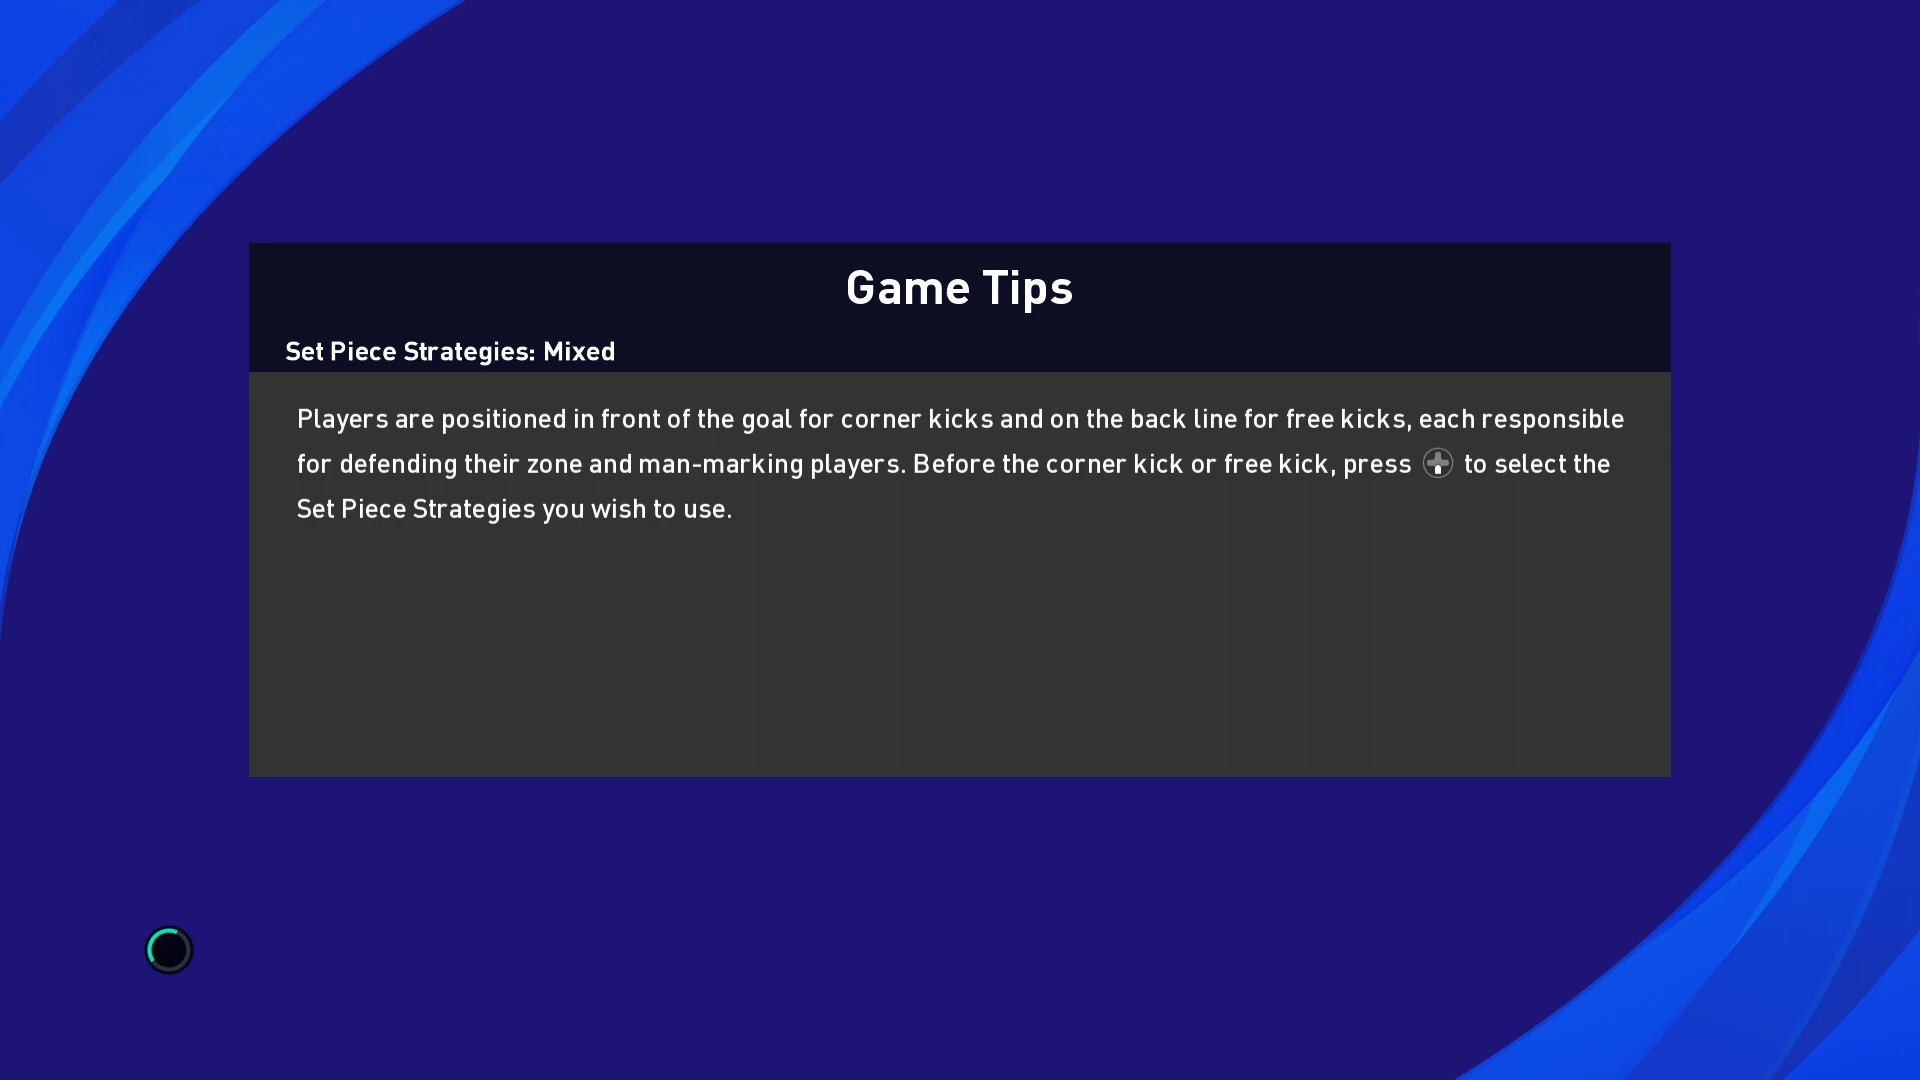 Game Tips
Set Piece Strategies: Mixed
Players are positioned in front of the goal for corner kicks and on the back line for free kicks, each responsible
for defending their zone and man-marking players. Before the corner kick or free kick, press to select the
Set Piece Strategies you wish to use.